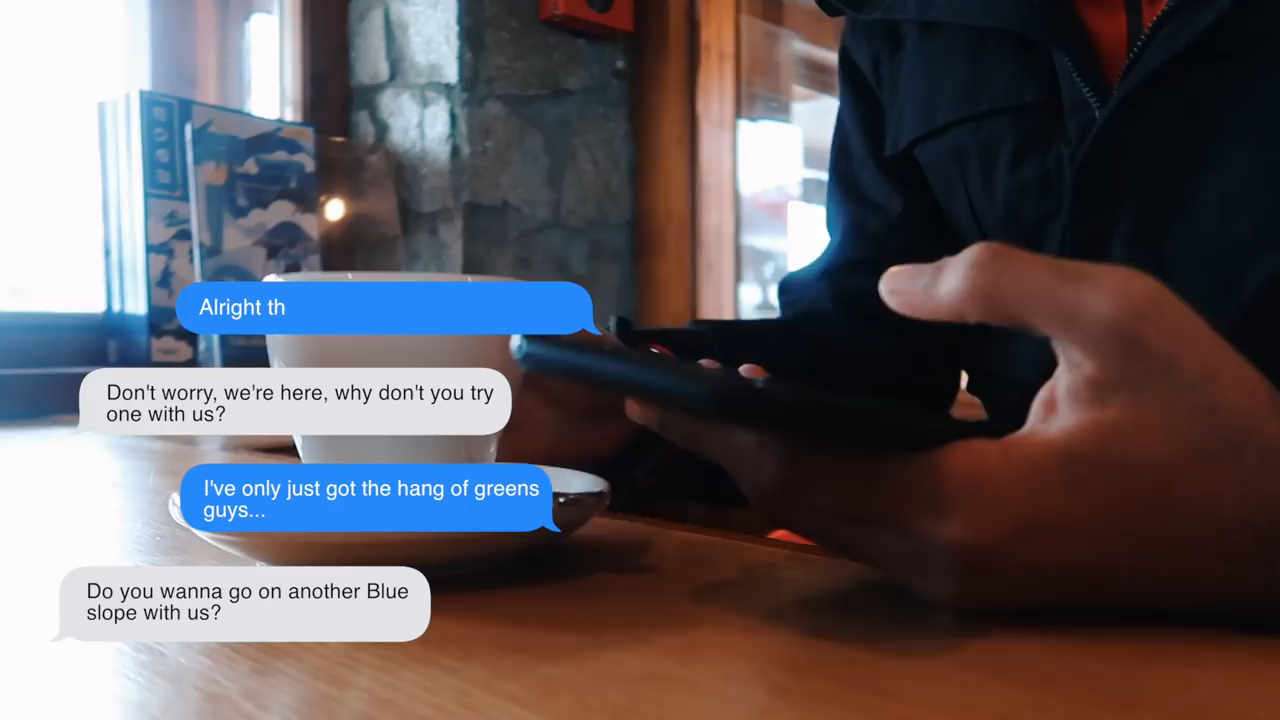 Alright th
Don't worry, we're here, why don't you try
one with us?
I've only just got the hang of greens
guys...
Do you wanna go on another Blue
slope with us?